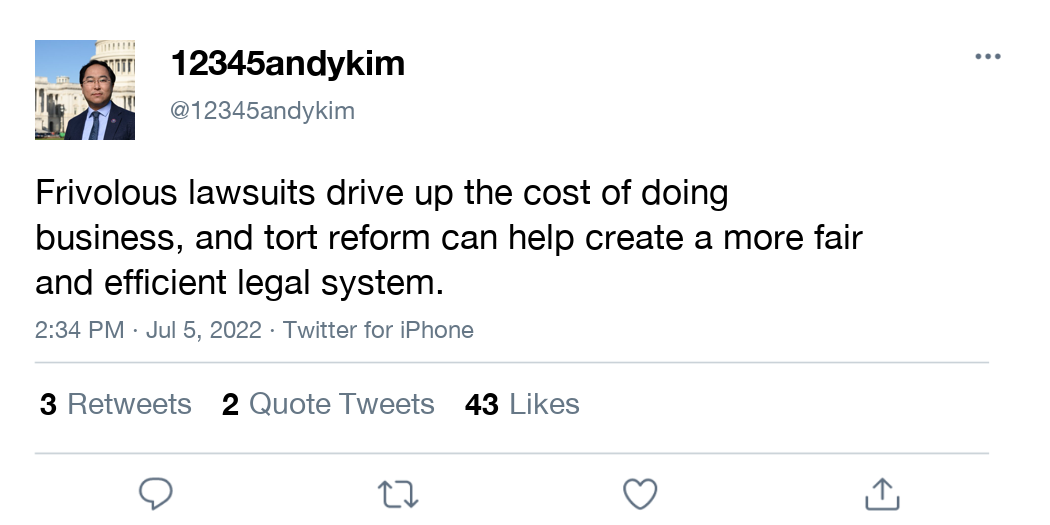 12345andykim
@12345andykim
Frivolous lawsuits drive up the cost of doing
business, and tort reform can help create a more fair
and efficient legal system.
2:34 PM · Jul 5, 2022 · Twitter for iPhone
3 Retweets 2 Quote Tweets 43 Likes